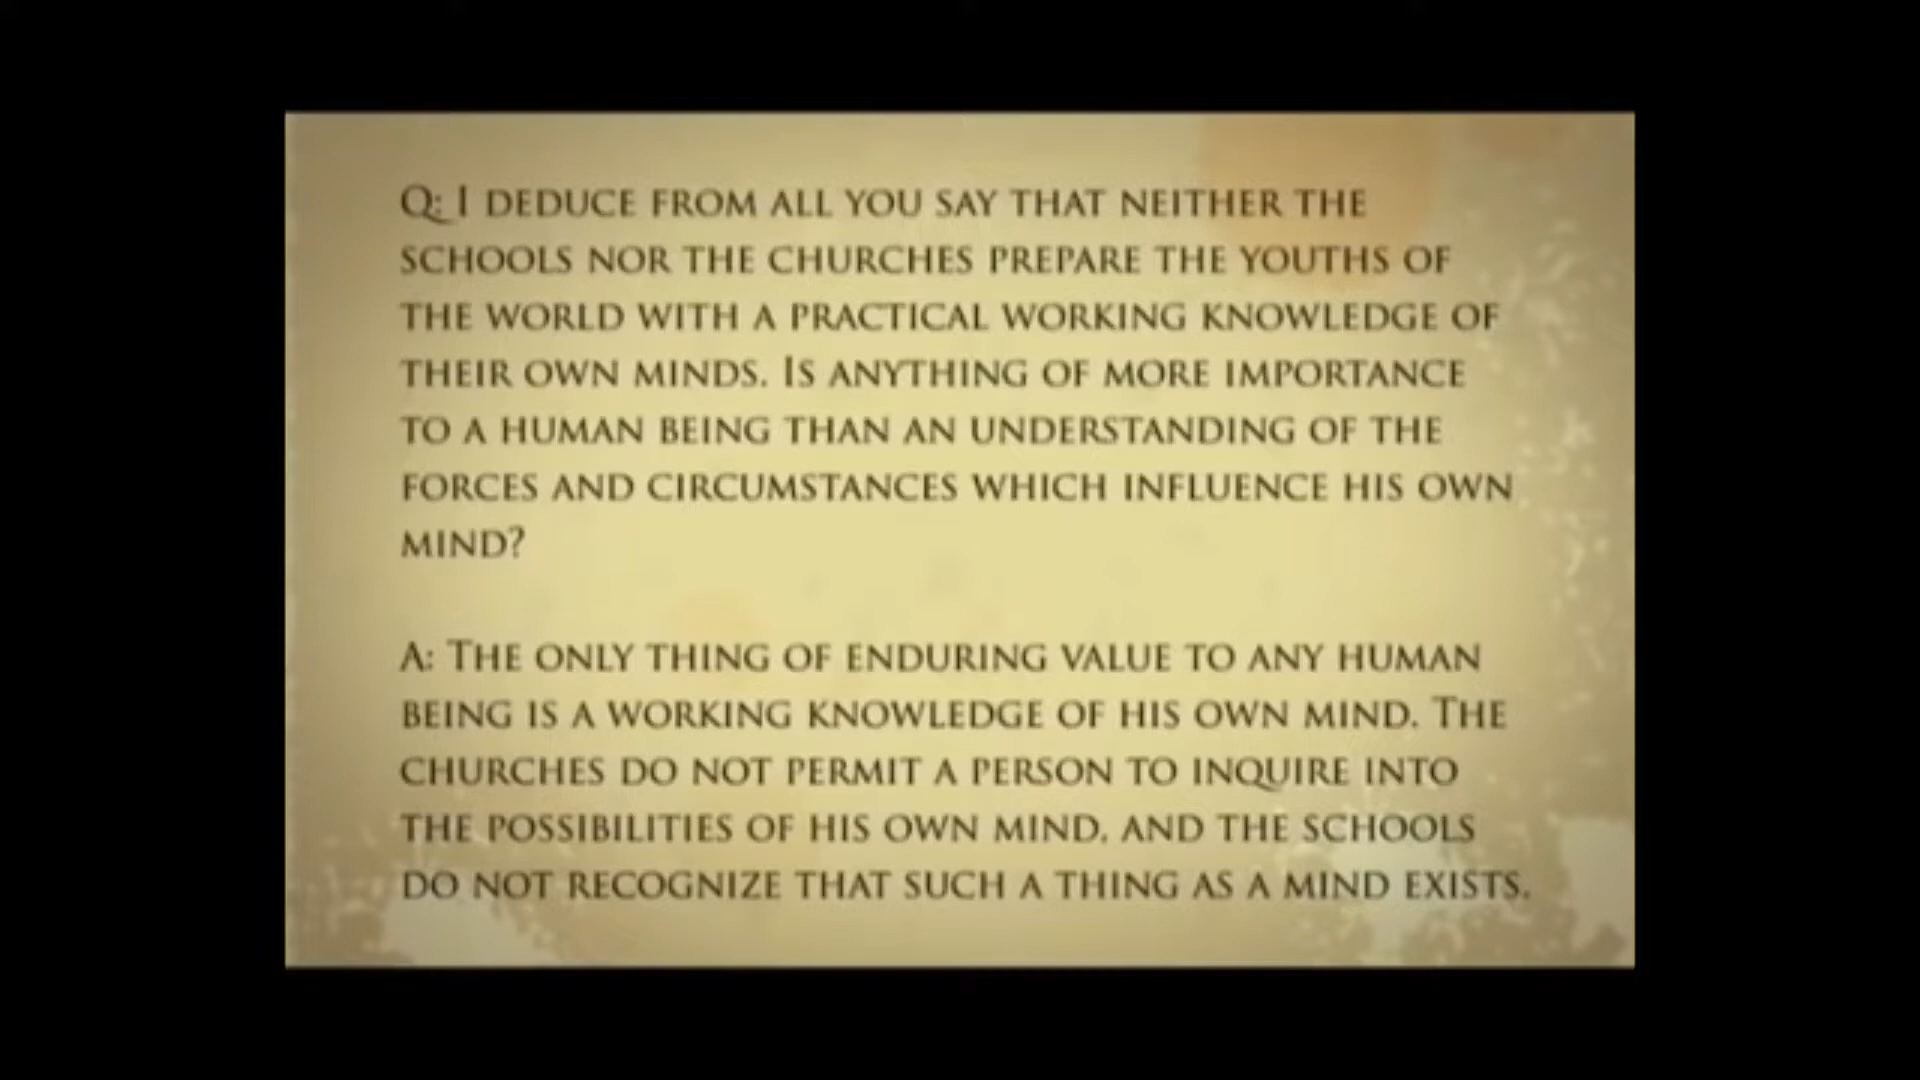 Q: I DEDUCE FROM ALL YOU SAY THAT NEITHER THE
SCHOOLS NOR THE CHURCHES PREPARE THE YOUTHS OF
THE WORLD WITH A PRACTICAL WORKING KNOWLEDGE OF
THEIR OWN MINDS. IS ANYTHING OF MORE IMPORTANCE
TO A HUMAN BEING THAN AN UNDERSTANDING OF THE
FORCES AND CIRCUMSTANCES WHICH INFLUENCE HIS OWN
MIND?
A: THE ONLY THING OF ENDURING VALUE TO ANY HUMAN
BEING IS A WORKING KNOWLEDGE OF HIS OWN MIND. THE
CHURCHES DO NOT PERMIT A PERSON TO INQUIRE INTO
THE POSSIBILITIES OF HIS OWN MIND, AND THE SCHOOLS
DO NOT RECOGNIZE THAT SUCH A THING AS A MIND EXISTS.